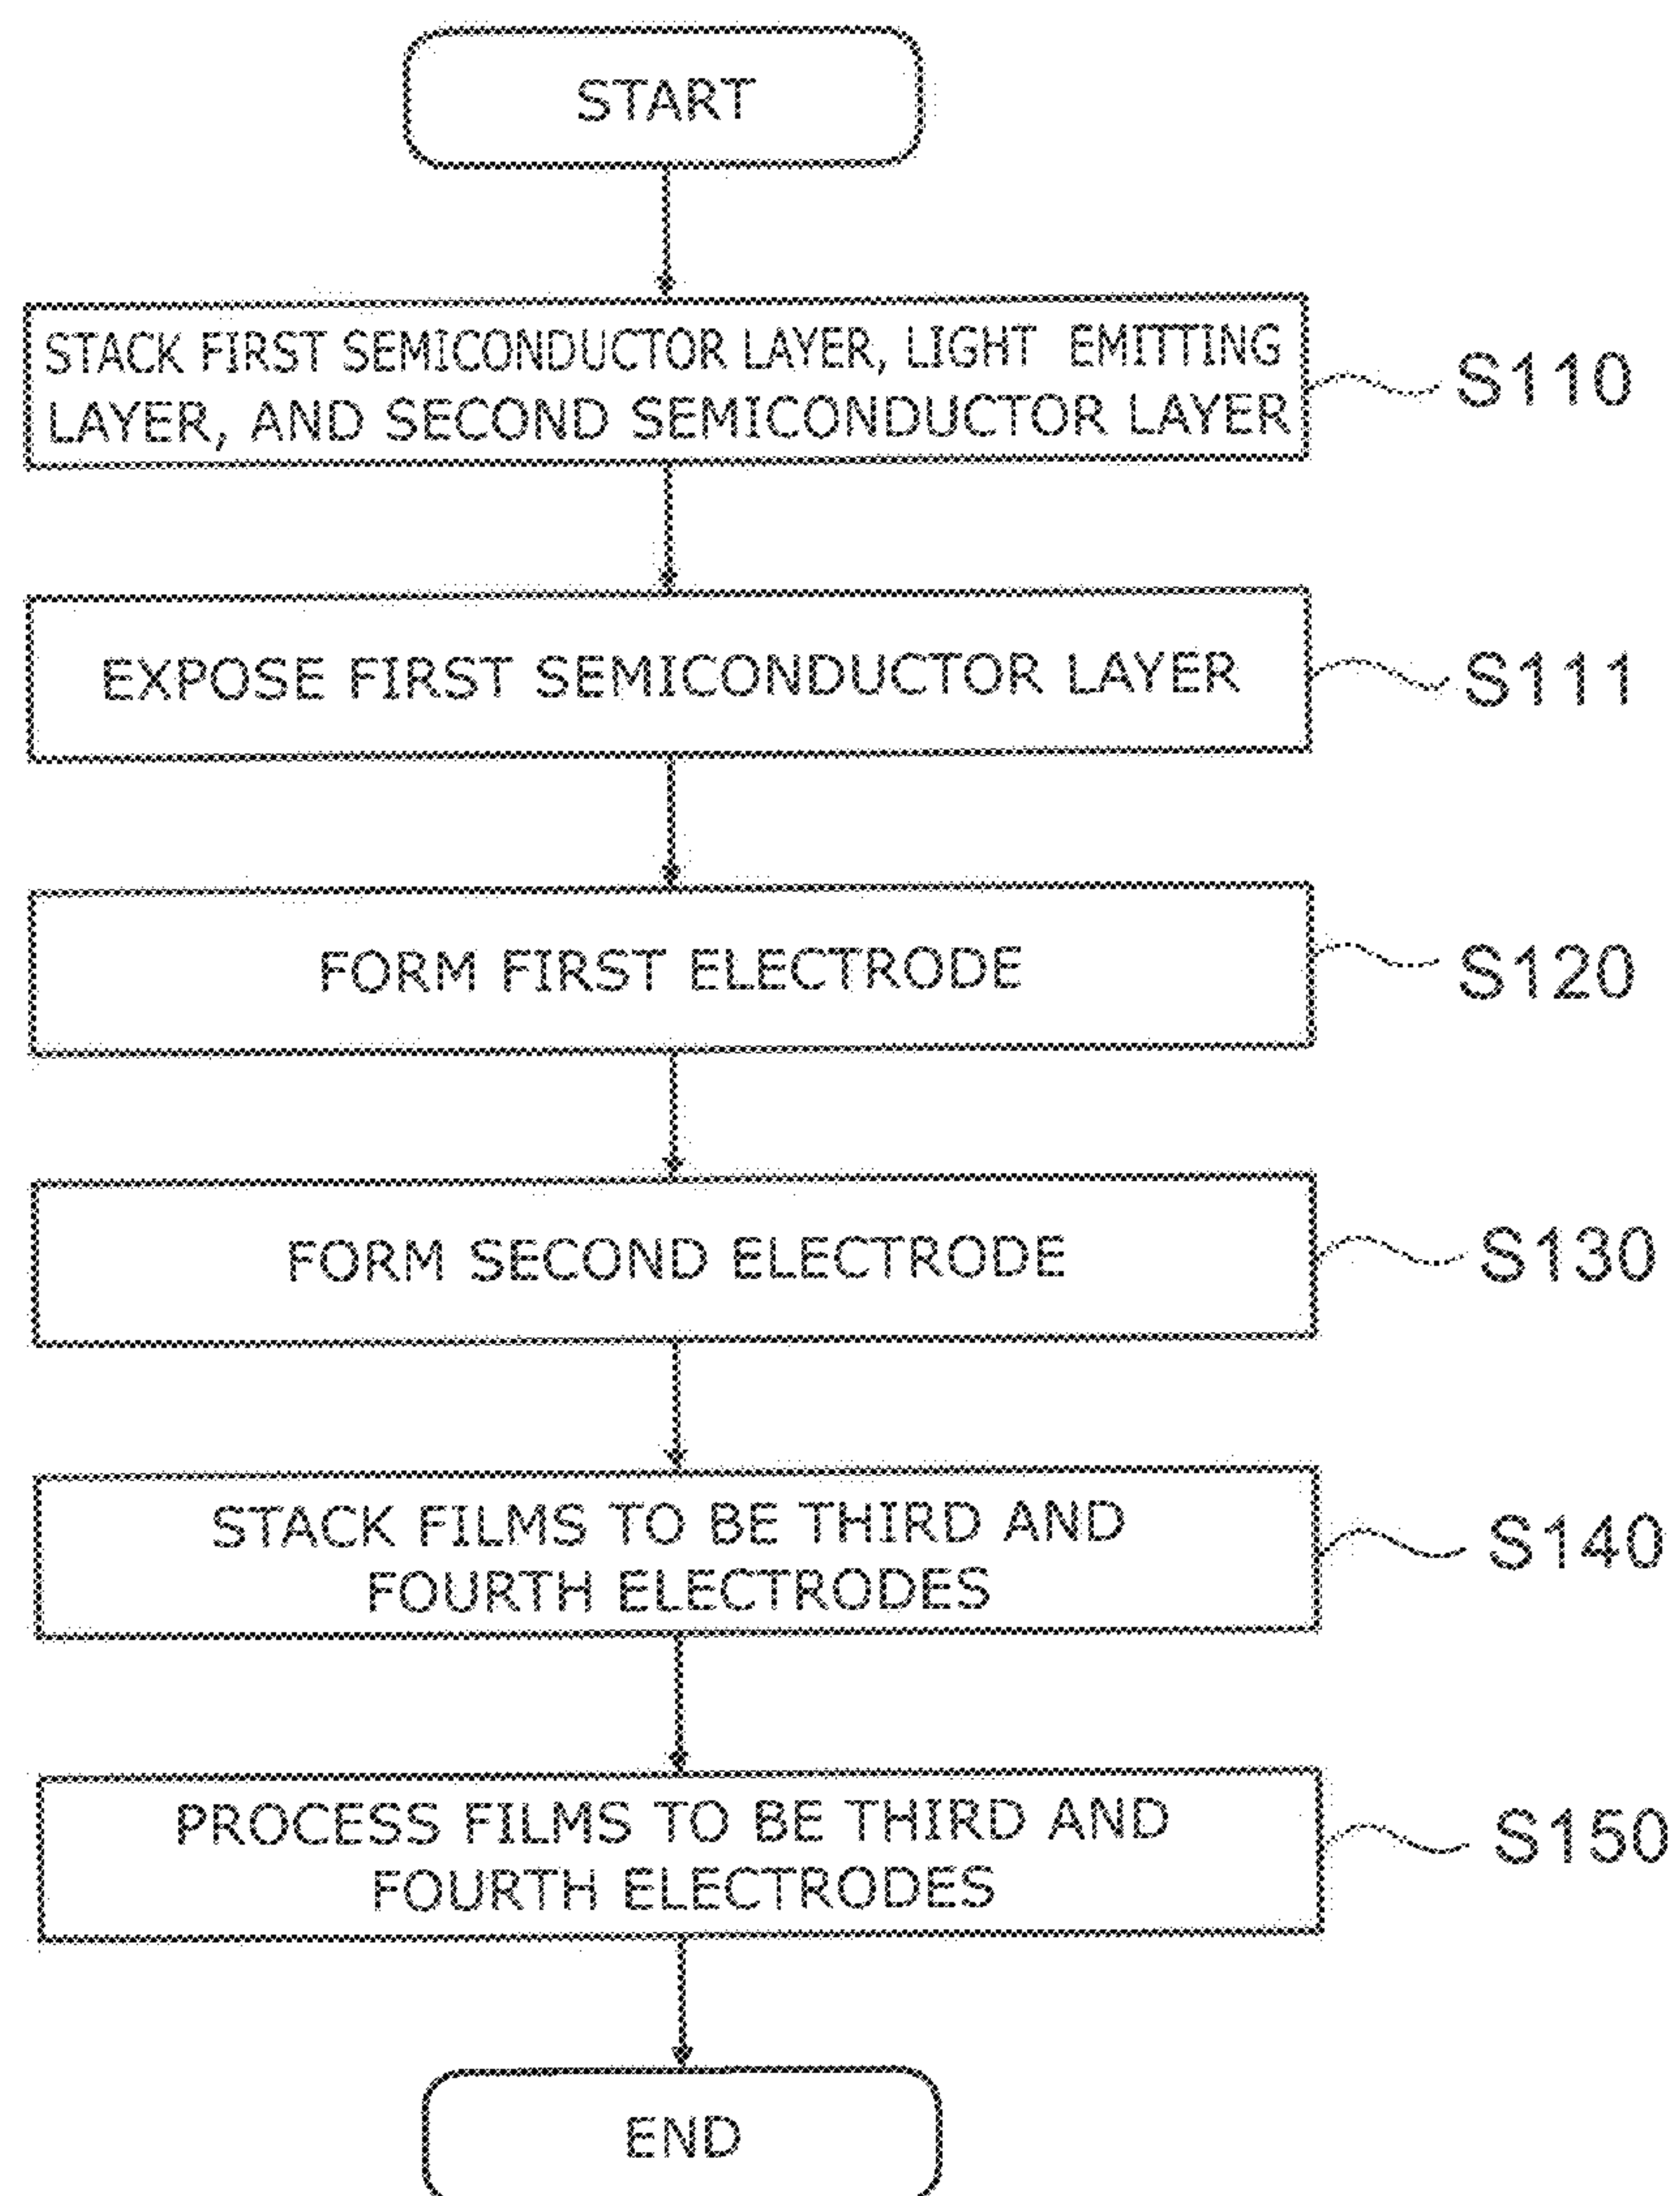 START
STACK FIRST SEMICONDUCTOR LAYER, LIGHT EMITTING
LAYER, AND SECOND SEMICONDUCTOR LAYER
S110
EXPOSE FIRST SEMICONDUCTOR LAYER
S111
FORM FIRST ELECTRODE
S120
FORM SECOND ELECTRODE
S130
STACK FILMS TO BE THIRD AND
FOURTH ELECTRODES
S140
PROCESS FILMS TO BE THIRD AND
FOURTH ELECTRODES
S150
END